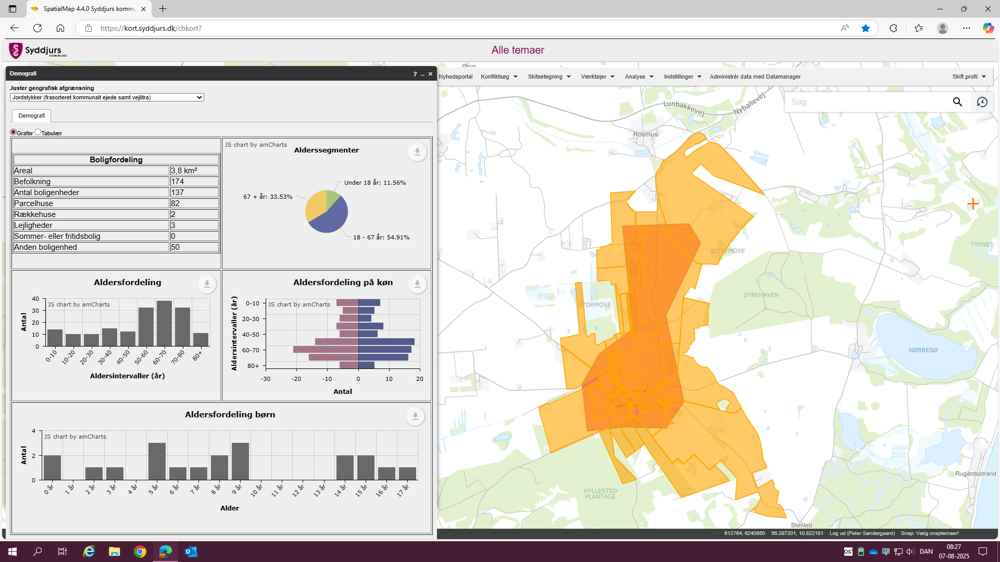 SpatialMap 4.4.0 Syddjurs kommu
https://kort.syddjurs.dk/cbkort?
Syddjurs
KOMMUNE
Alle temaer
Ørup
Demografi
?
Nyhedsportal
Konfliktsøg
Skitsetegning
Værktøjer
Analyse
Indstillinger
Administrér data med Datamanager
Skift profil
Juster geografisk afgrænsning
Jordstykker (frasorteret kommunalt ejede samt vejlitra)
Søg
Demografi
Grafer
Tabulær
Boligfordeling
Areal 3,8 km²
Befolkning 174
Antal boligenheder 137
Parcelhuse 82
Rækkehuse 2
Lejligheder 3
Sommer- eller fritidsbolig 0
Anden boligenhed 50
JS chart by amCharts
Alderssegmenter
Under 18 år: 11.56%
67 + år: 33.53%
18 - 67 år: 54.91%
Aldersfordeling
JS chart by amCharts
Antal
40
30
20
10
0
0-10
10-20
20-30
30-40
40-50
50-60
60-70
70-80
80+
Aldersintervaller (år)
Aldersfordeling på køn
JS chart by amCharts
Aldersintervaller (år)
0-10
20-30
40-50
60-70
80+
-30
-20
-10
0
10
20
Antal
Aldersfordeling børn
JS chart by amCharts
Antal
4
2
0
0 år
1 år
2 år
3 år
4 år
5 år
6 år
7 år
8 år
9 år
10 år
11 år
12 år
13 år
14 år
15 år
16 år
17 år
Alder
Lunbakkevej
Nyballevej
Rosmus
BISPEMOSE
TYKNET
STORMOSE
DYREHAVEN
NØRRESØ
Rugårdsstrand
HYLLESTED
PLANTAGE
Stenled
612764, 6240650
56.297201, 10.822181
Log ud (Peter Søndergaard)
Snap: Vælg snaptemaer!
DAN
08:27
07-08-2025